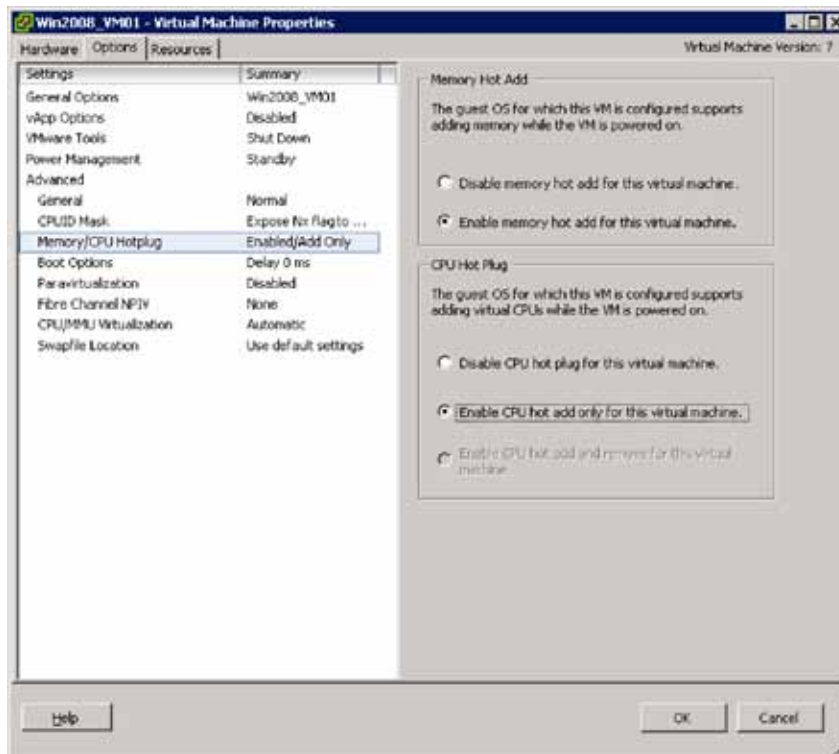 Win2008_VM01 - Virtual Machine Properties
Hardware Options Resources Virtual Machine Version: 7
Settings Summary
General Options Win2008_VM01
vApp Options Disabled
VMware Tools Shut Down
Power Management Standby
Advanced
General Normal
CPUID Mask Expose Nx flag to ...
Memory/CPU Hotplug Enabled/Add Only
Boot Options Delay 0 ms
Paravirtualization Disabled
Fibre Channel NPIV None
CPU/MMU Virtualization Automatic
Swapfile Location Use default settings
Memory Hot Add
The guest OS for which this VM is configured supports
adding memory while the VM is powered on.
Disable memory hot add for this virtual machine.
Enable memory hot add for this virtual machine.
CPU Hot Plug
The guest OS for which this VM is configured supports
adding virtual CPUs while the VM is powered on.
Disable CPU hot plug for this virtual machine.
Enable CPU hot add only for this virtual machine.
Enable CPU hot add and remove for this virtual
machine
Help OK Cancel